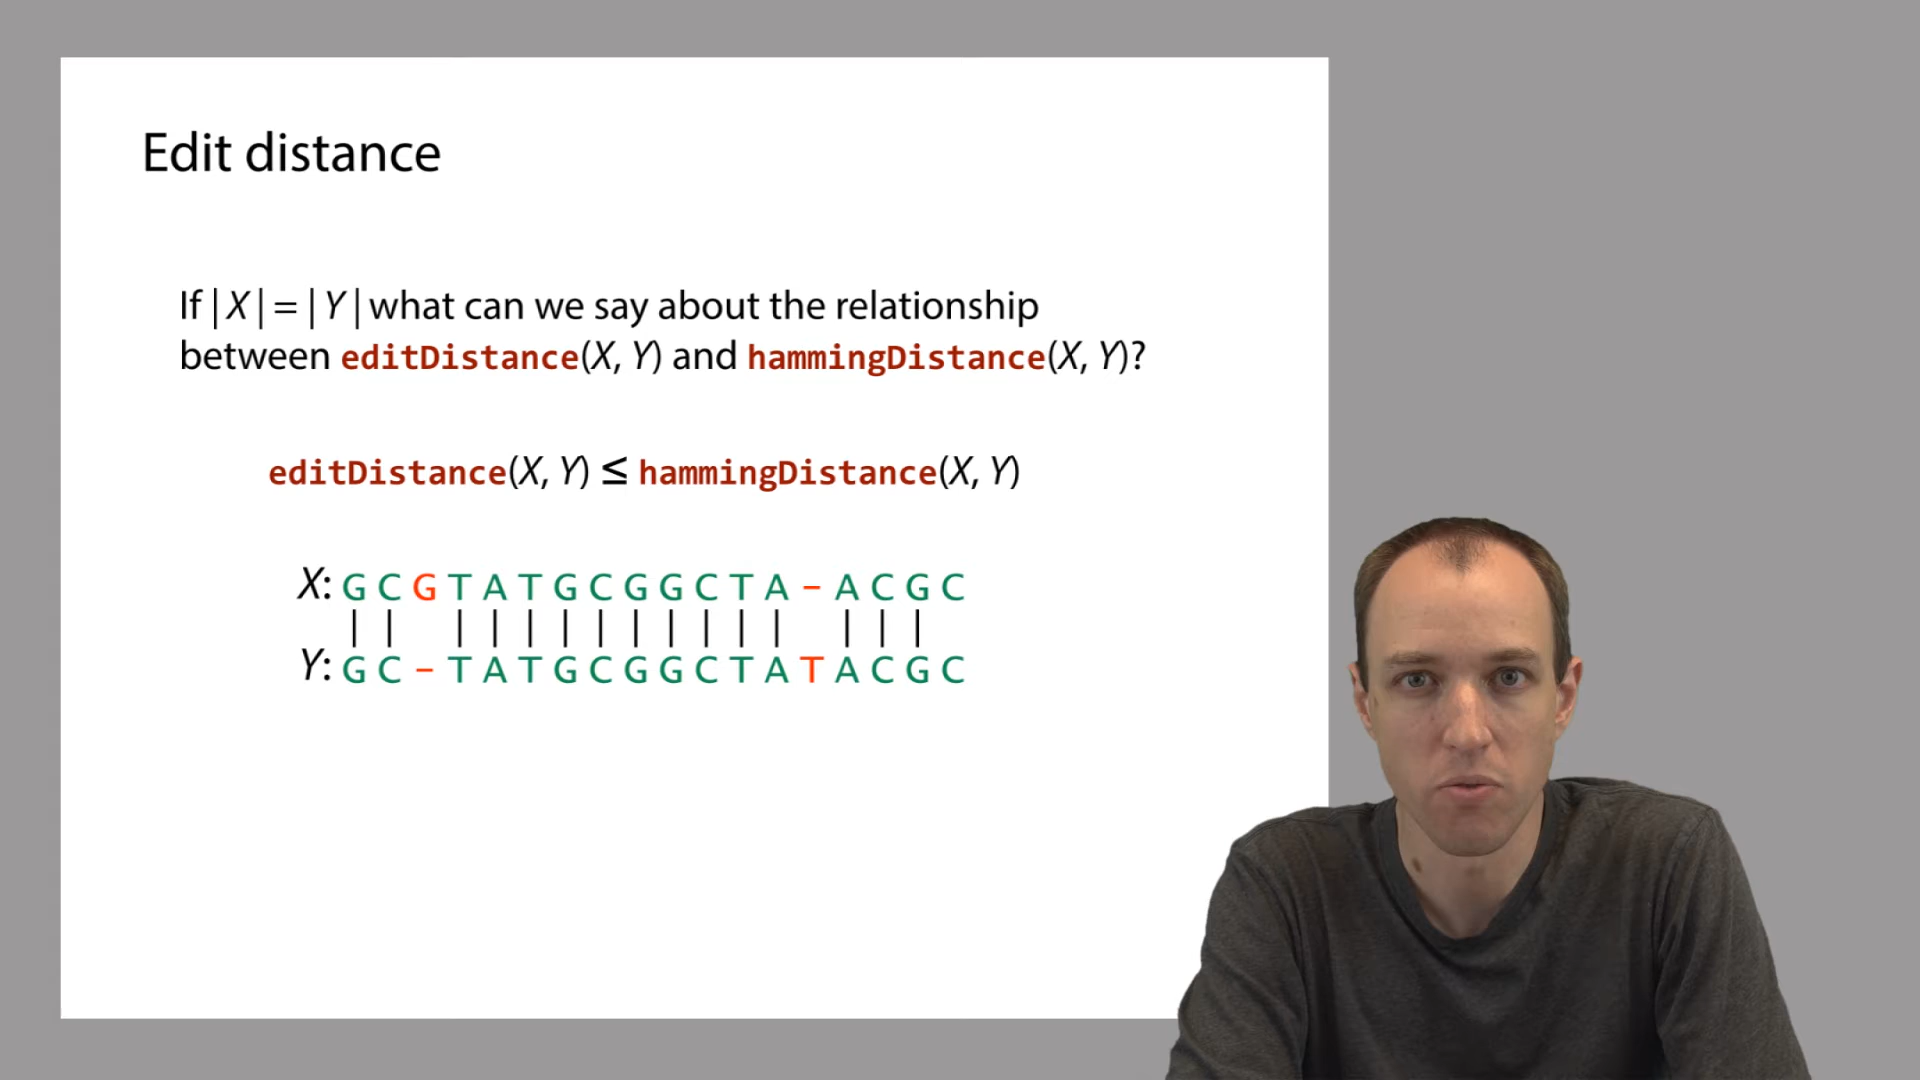 Edit distance
If |X| = |Y| what can we say about the relationship
between editDistance(X, Y) and hammingDistance(X, Y)?
editDistance(X, Y) ≤ hammingDistance(X, Y)
X: G C G T A T G C G G C T A - A C G C
| | | | | | | | | | | | | | |
Y: G C - T A T G C G G C T A T A C G C